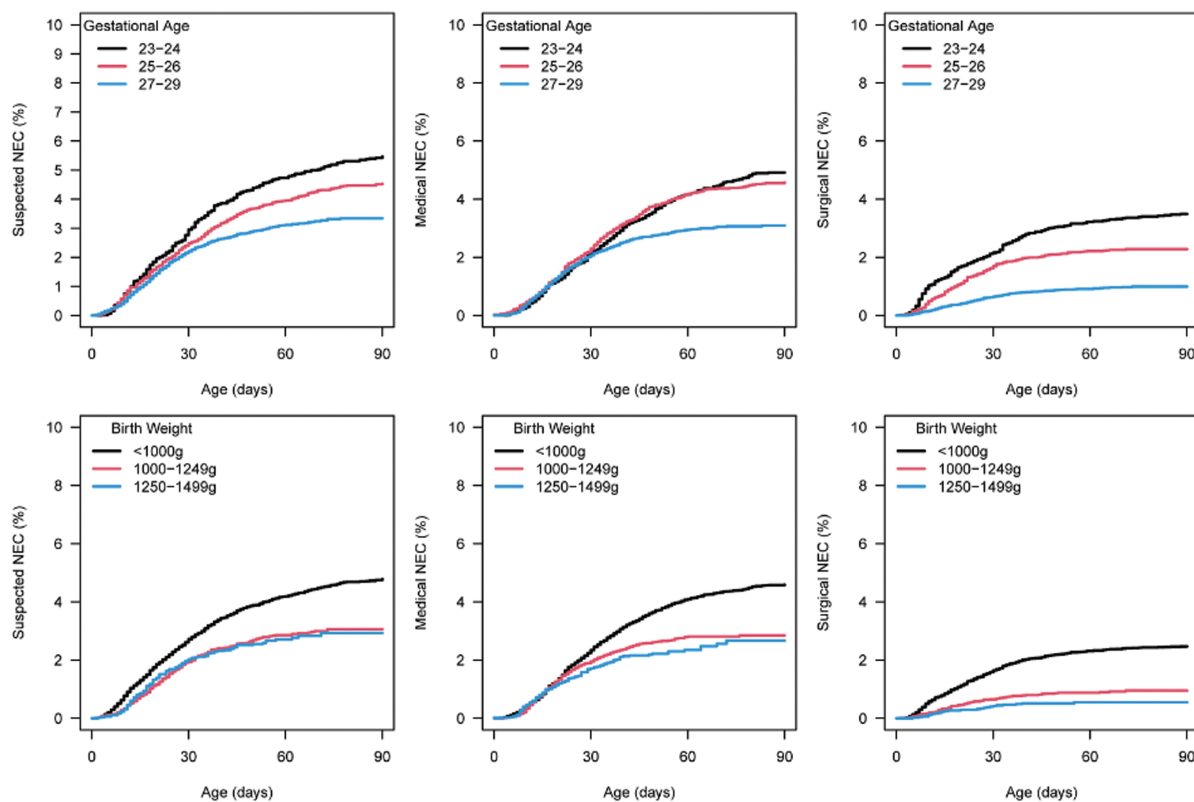 Gestational Age
23−24
25−26
27−29
Suspected NEC (%)
10
9
8
7
6
5
4
3
2
1
0
0 30 60 90
Age (days)
Gestational Age
23−24
25−26
27−29
Medical NEC (%)
10
8
6
4
2
0
0 30 60 90
Age (days)
Gestational Age
23−24
25−26
27−29
Surgical NEC (%)
10
8
6
4
2
0
0 30 60 90
Age (days)
Birth Weight
<1000g
1000−1249g
1250−1499g
Suspected NEC (%)
10
8
6
4
2
0
0 30 60 90
Age (days)
Birth Weight
<1000g
1000−1249g
1250−1499g
Medical NEC (%)
10
8
6
4
2
0
0 30 60 90
Age (days)
Birth Weight
<1000g
1000−1249g
1250−1499g
Surgical NEC (%)
10
8
6
4
2
0
0 30 60 90
Age (days)